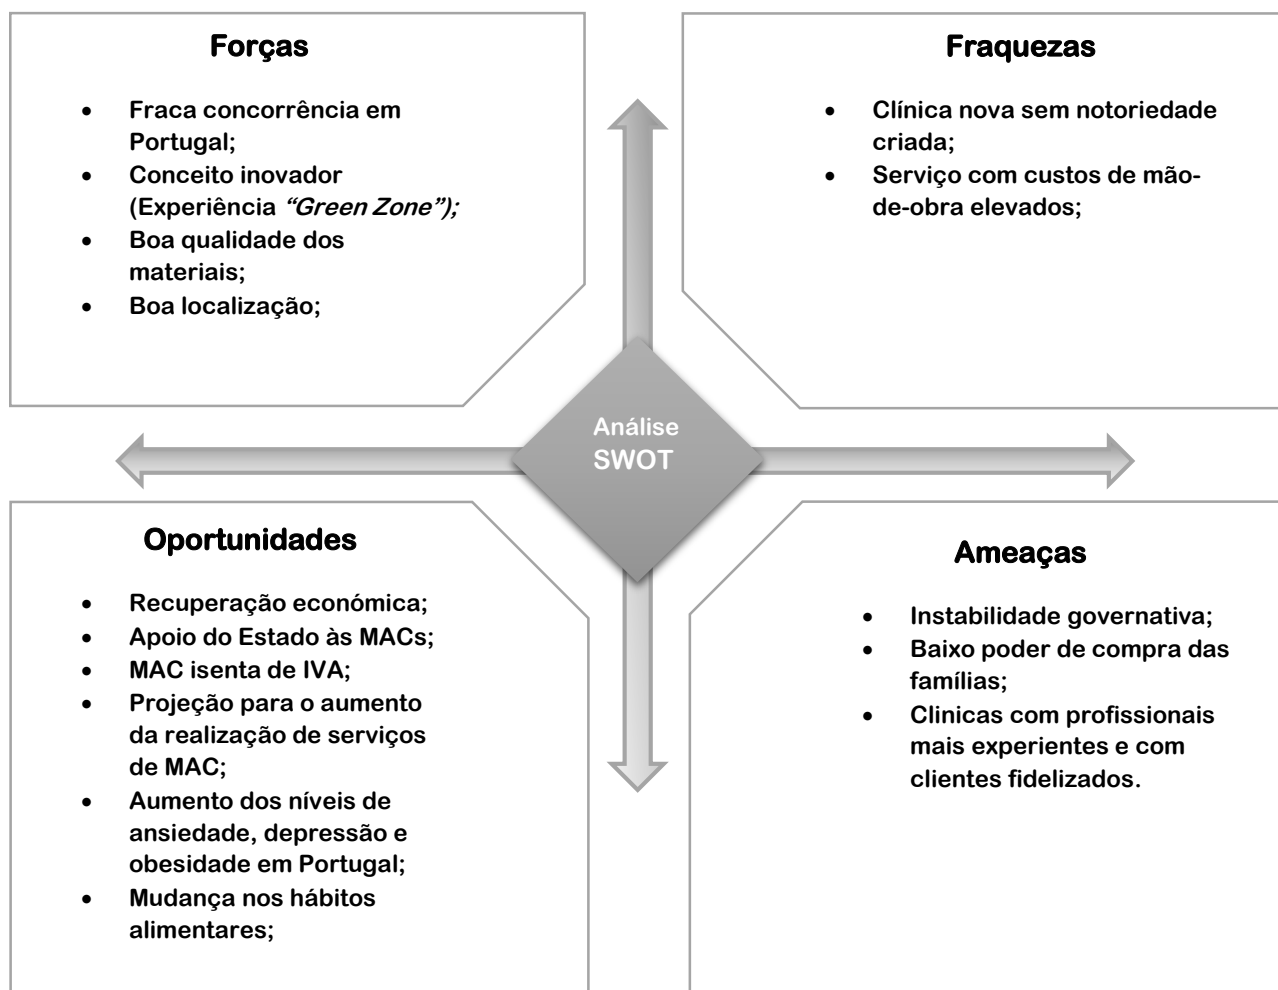 Forças
• Fraca concorrência em
Portugal;
• Conceito inovador
(Experiência “Green Zone”);
• Boa qualidade dos
materiais;
• Boa localização;
Fraquezas
• Clínica nova sem notoriedade
criada;
• Serviço com custos de mão-
de-obra elevados;
Análise
SWOT
Oportunidades
• Recuperação económica;
• Apoio do Estado às MACs;
• MAC isenta de IVA;
• Projeção para o aumento
da realização de serviços
de MAC;
• Aumento dos níveis de
ansiedade, depressão e
obesidade em Portugal;
• Mudança nos hábitos
alimentares;
Ameaças
• Instabilidade governativa;
• Baixo poder de compra das
famílias;
• Clinicas com profissionais
mais experientes e com
clientes fidelizados.